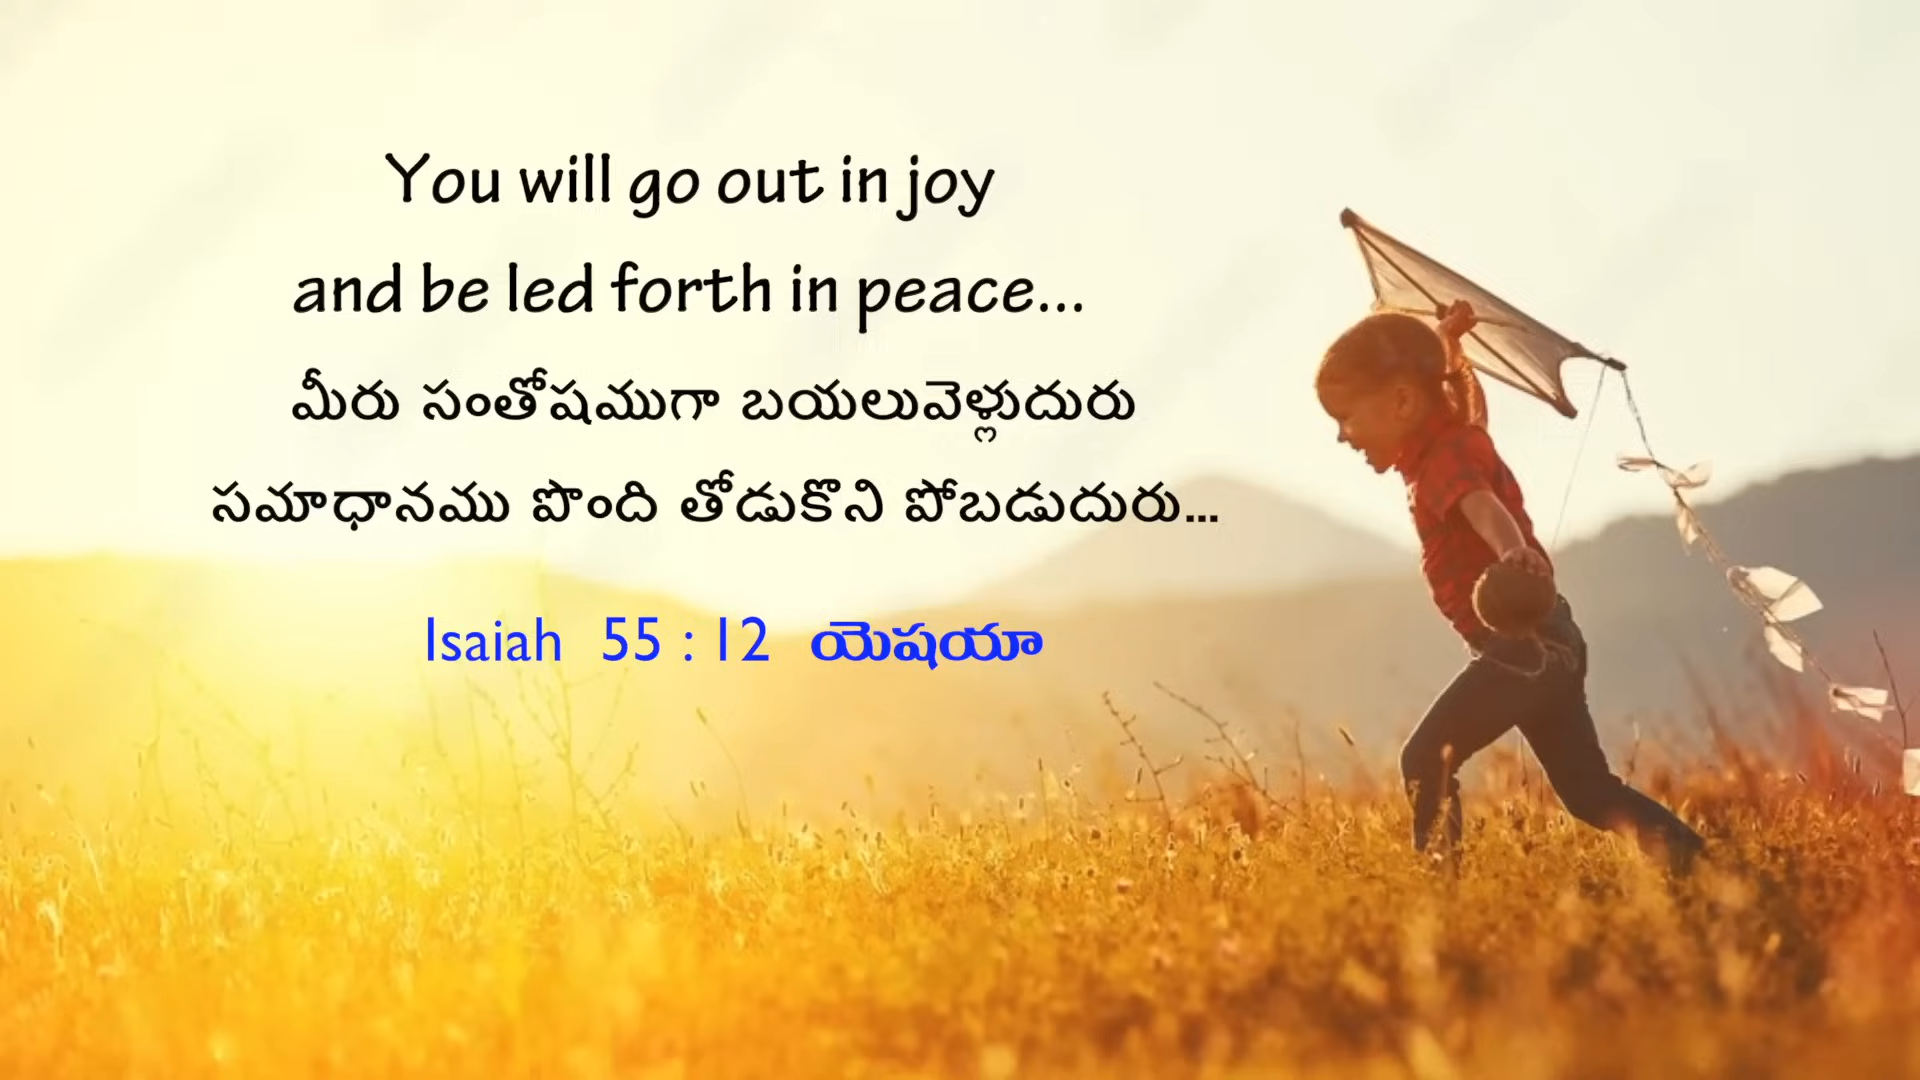 You will go out in joy
and be led forth in peace...
మీరు సంతోషముగా బయలువెళ్లుదురు
సమాధానము పొంది తోడుకొని పోబడుదురు...
Isaiah 55 : 12 యెషయా